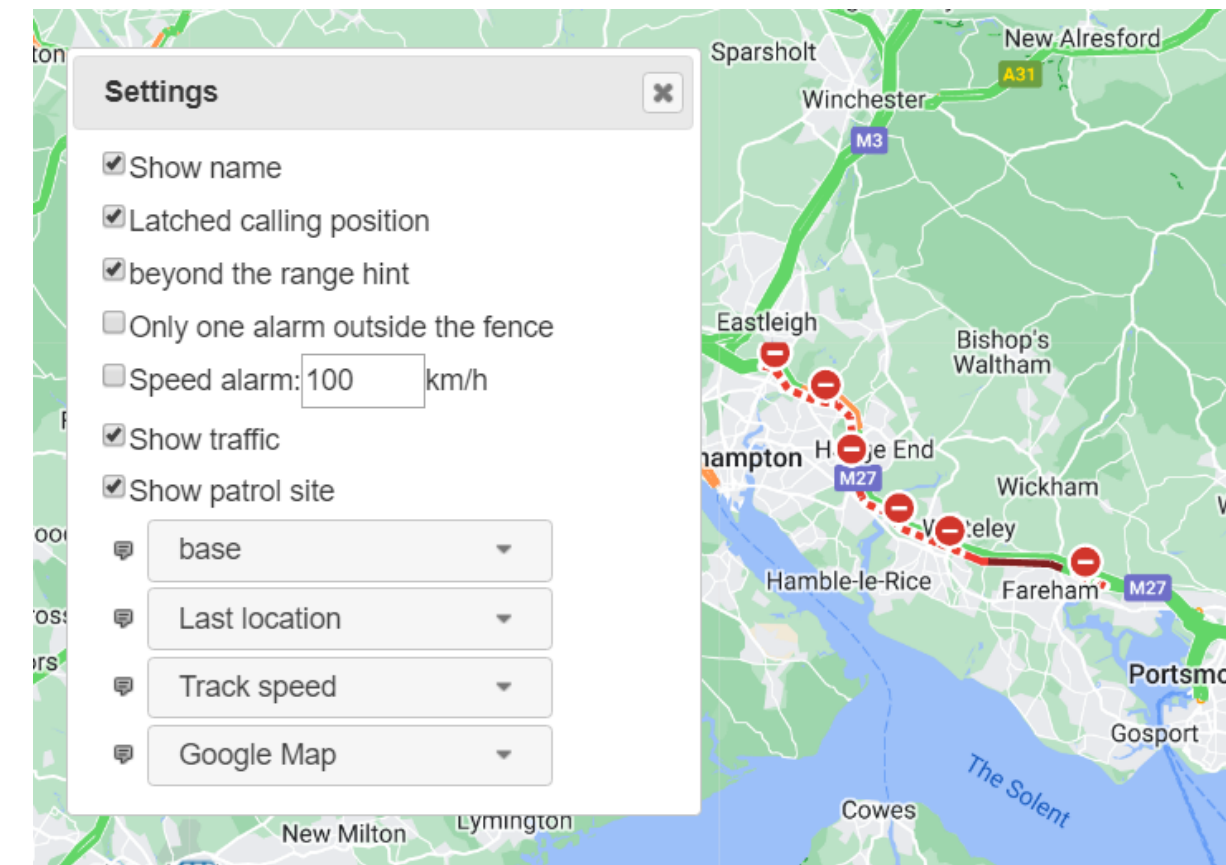 Settings
Show name
Latched calling position
beyond the range hint
Only one alarm outside the fence
Speed alarm: 100 km/h
Show traffic
Show patrol site
base
Last location
Track speed
Google Map
Sparsholt
New Alresford
A31
Winchester
M3
Eastleigh
Bishop's
Waltham
End
M27
Wickham
Hamble-le-Rice
Fareham
M27
Gosport
The Solent
Cowes
New Milton
Lymington